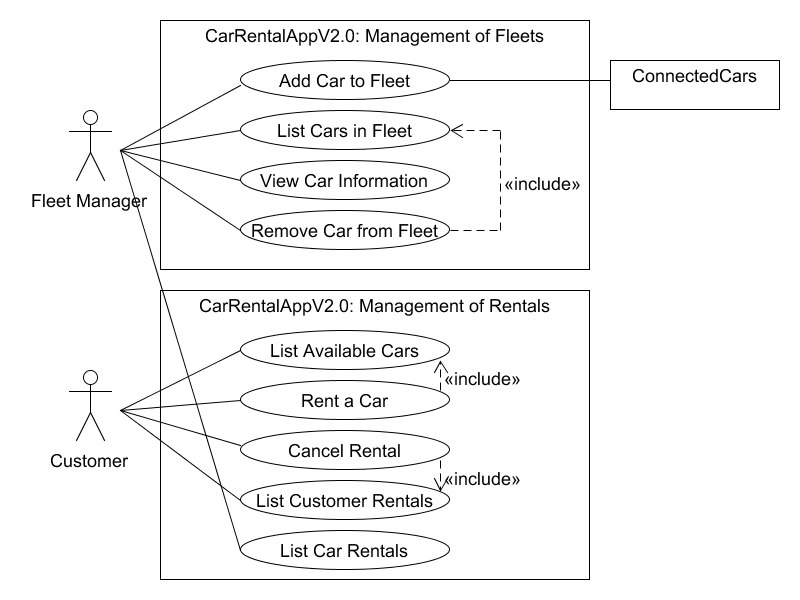 CarRentalAppV2.0: Management of Fleets
Add Car to Fleet
ConnectedCars
List Cars in Fleet
View Car Information
«include»
Fleet Manager
Remove Car from Fleet
CarRentalAppV2.0: Management of Rentals
List Available Cars
«include»
Rent a Car
Cancel Rental
Customer
«include»
List Customer Rentals
List Car Rentals